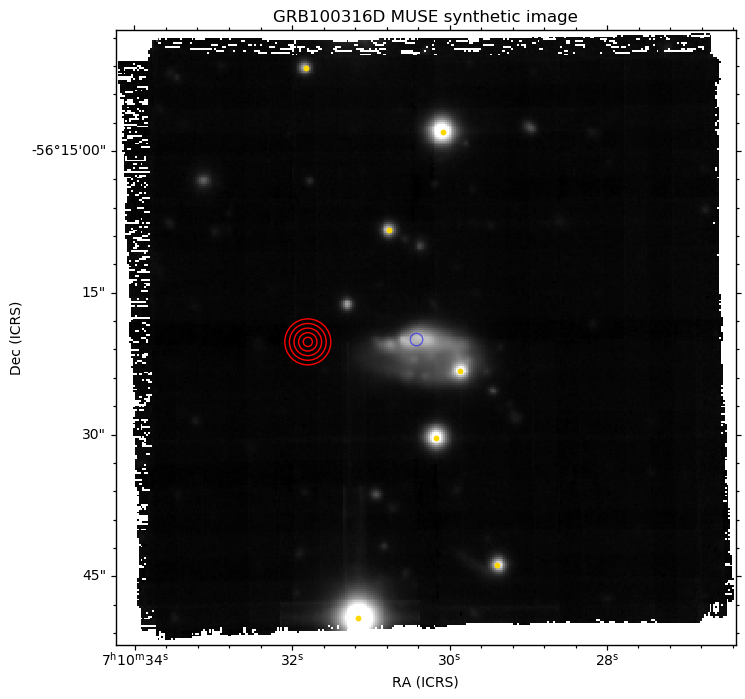 GRB100316D MUSE synthetic image
-56°15'00"
15"
30"
45"
Dec (ICRS)
7ʰ10ᵐ34ˢ
32ˢ
30ˢ
28ˢ
RA (ICRS)